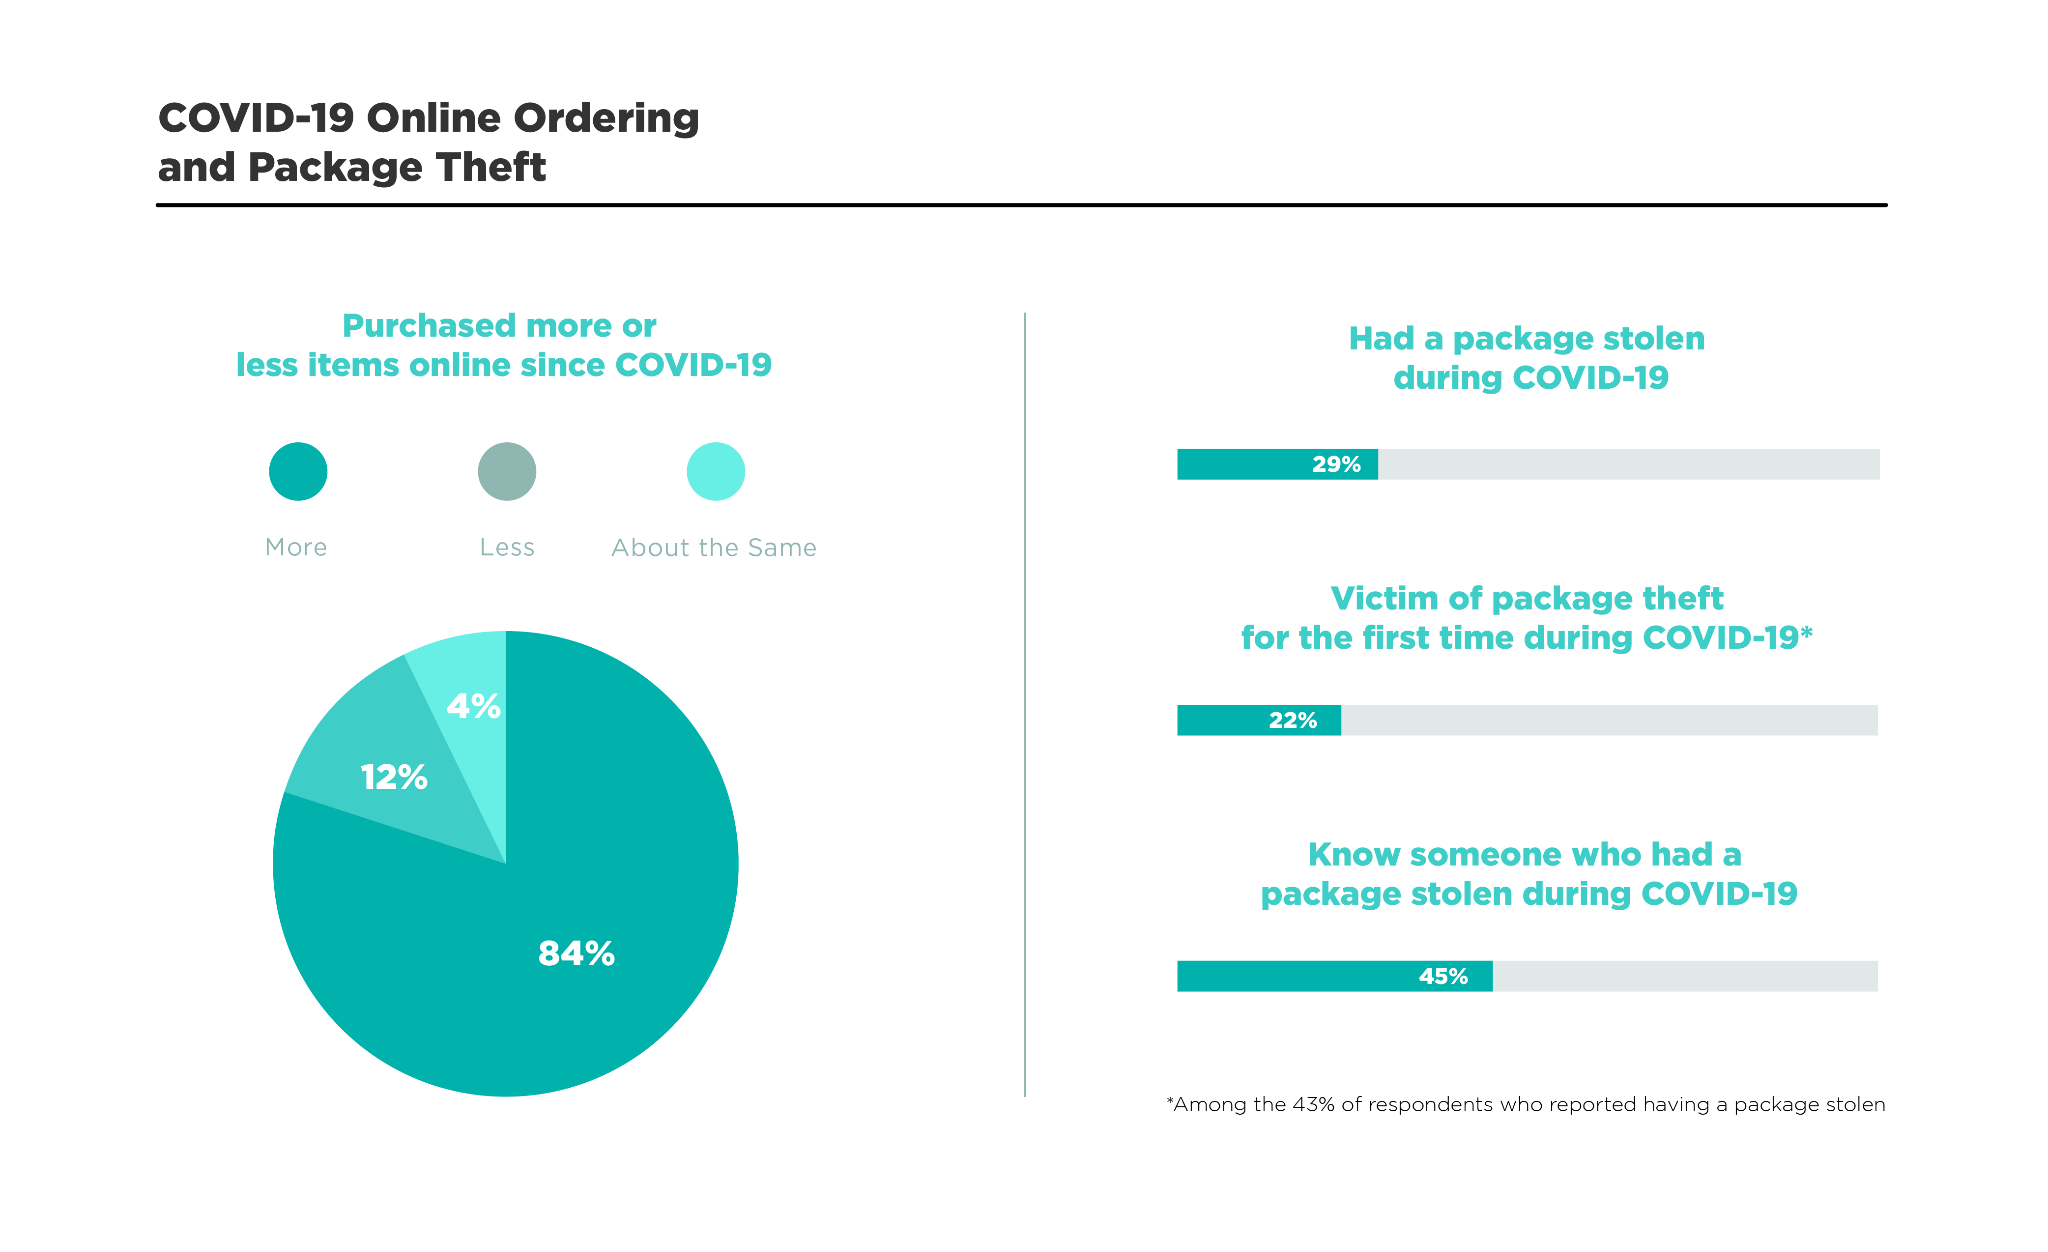 COVID-19 Online Ordering
and Package Theft
Purchased more or
less items online since COVID-19
More
Less
About the Same
4%
12%
84%
Had a package stolen
during COVID-19
29%
Victim of package theft
for the first time during COVID-19*
22%
Know someone who had a
package stolen during COVID-19
45%
*Among the 43% of respondents who reported having a package stolen